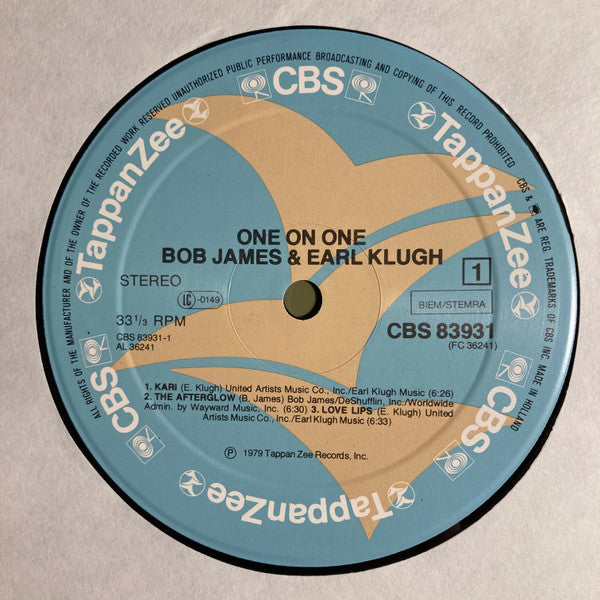 ALL RIGHTS OF THE MANUFACTURER AND OF THE OWNER OF THE RECORDED WORK RESERVED UNAUTHORIZED PUBLIC PERFORMANCE BROADCASTING AND COPYING OF THIS RECORD PROHIBITED
CBS & ARE REG. TRADEMARKS OF CBS INC. MADE IN HOLLAND
CBS
TappanZee
CBS
TappanZee
CBS
TappanZee
ONE ON ONE
BOB JAMES & EARL KLUGH
STEREO
LC-0149
1
33 1/3 RPM
BIEM/STEMRA
CBS 83931-1
AL 36241
CBS 83931
(FC 36241)
1. KARI (E. Klugh) United Artists Music Co., Inc./Earl Klugh Music (6:26)
2. THE AFTERGLOW (B. James) Bob James/DeShufflin, Inc./Worldwide
Admin. by Wayward Music Inc. (6:30) 3. LOVE LIPS (E. Klugh) United
Artists Music Co., Inc./Earl Klugh Music (6:33)
℗ 1979 Tappan Zee Records, Inc.